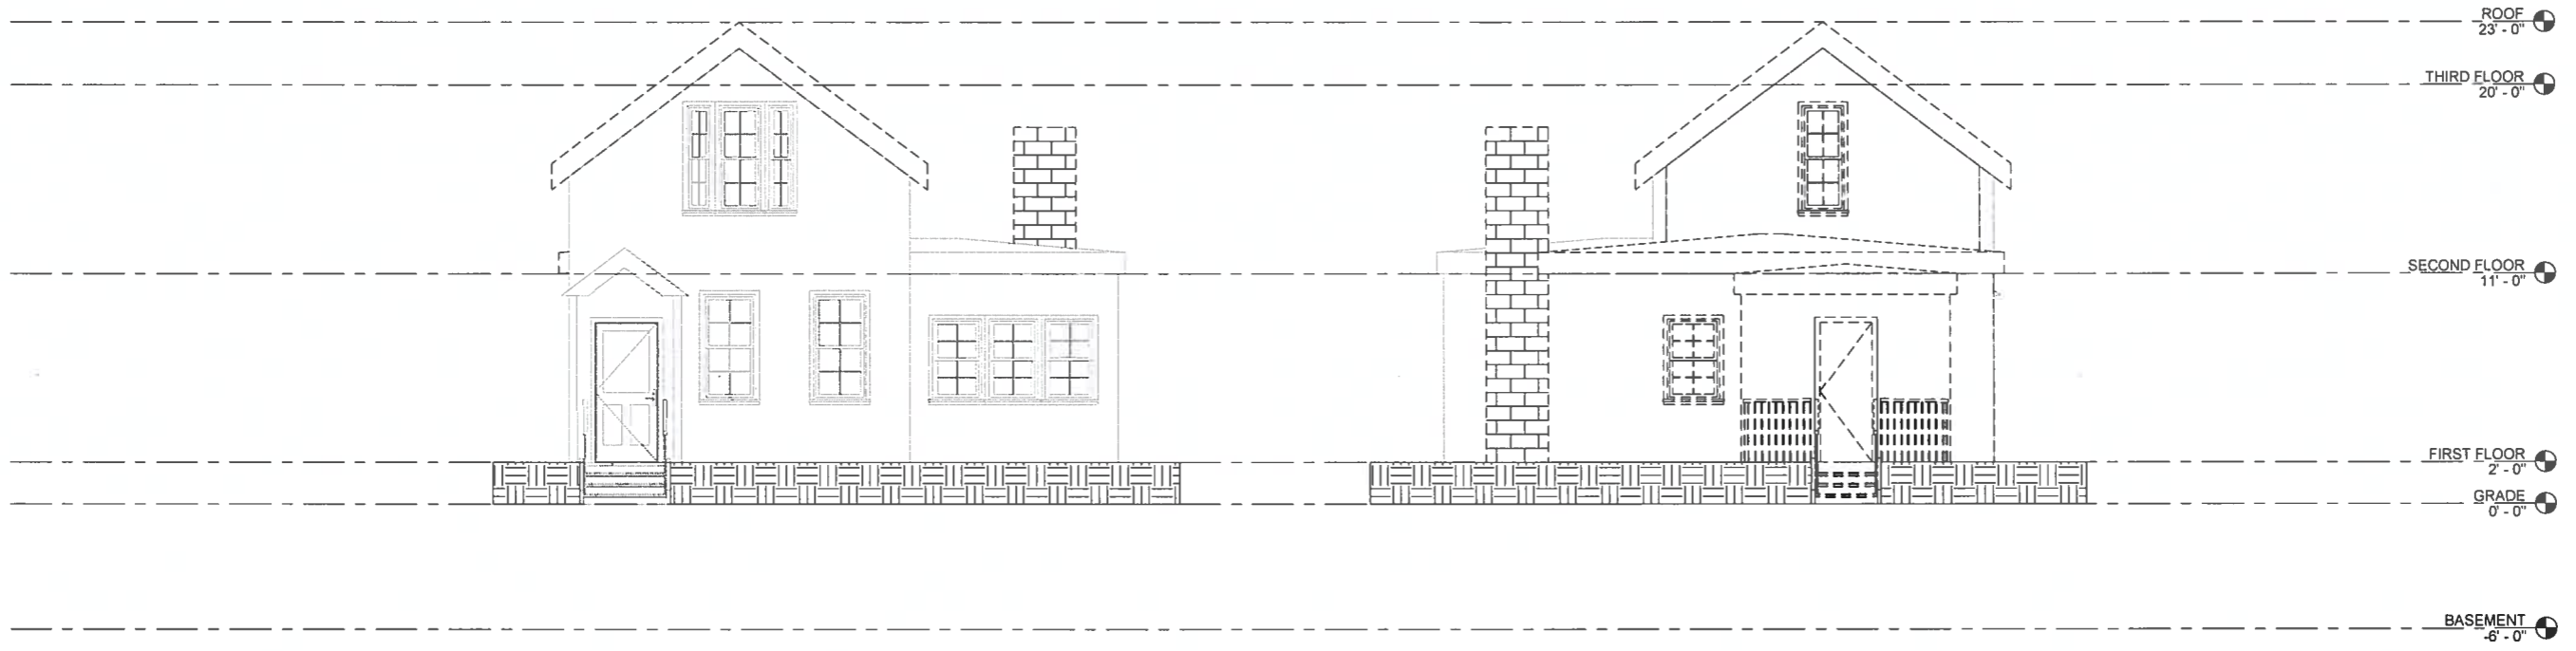 ROOF
23' - 0"
THIRD FLOOR
20' - 0"
SECOND FLOOR
11' - 0"
FIRST FLOOR
2' - 0"
GRADE
0' - 0"
BASEMENT
-6' - 0"